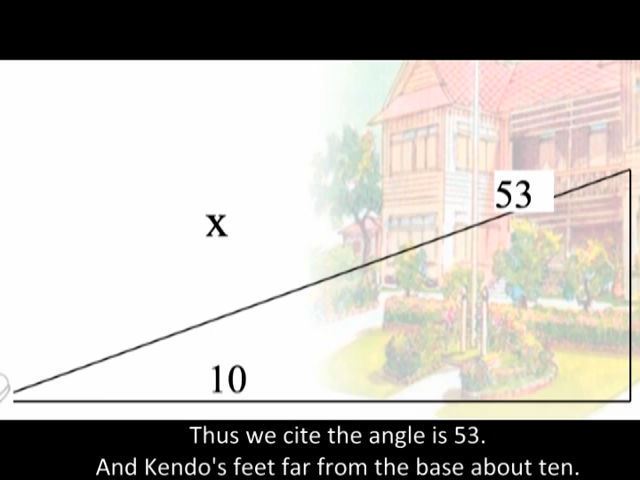 53
x
10
Thus we cite the angle is 53.
And Kendo's feet far from the base about ten.